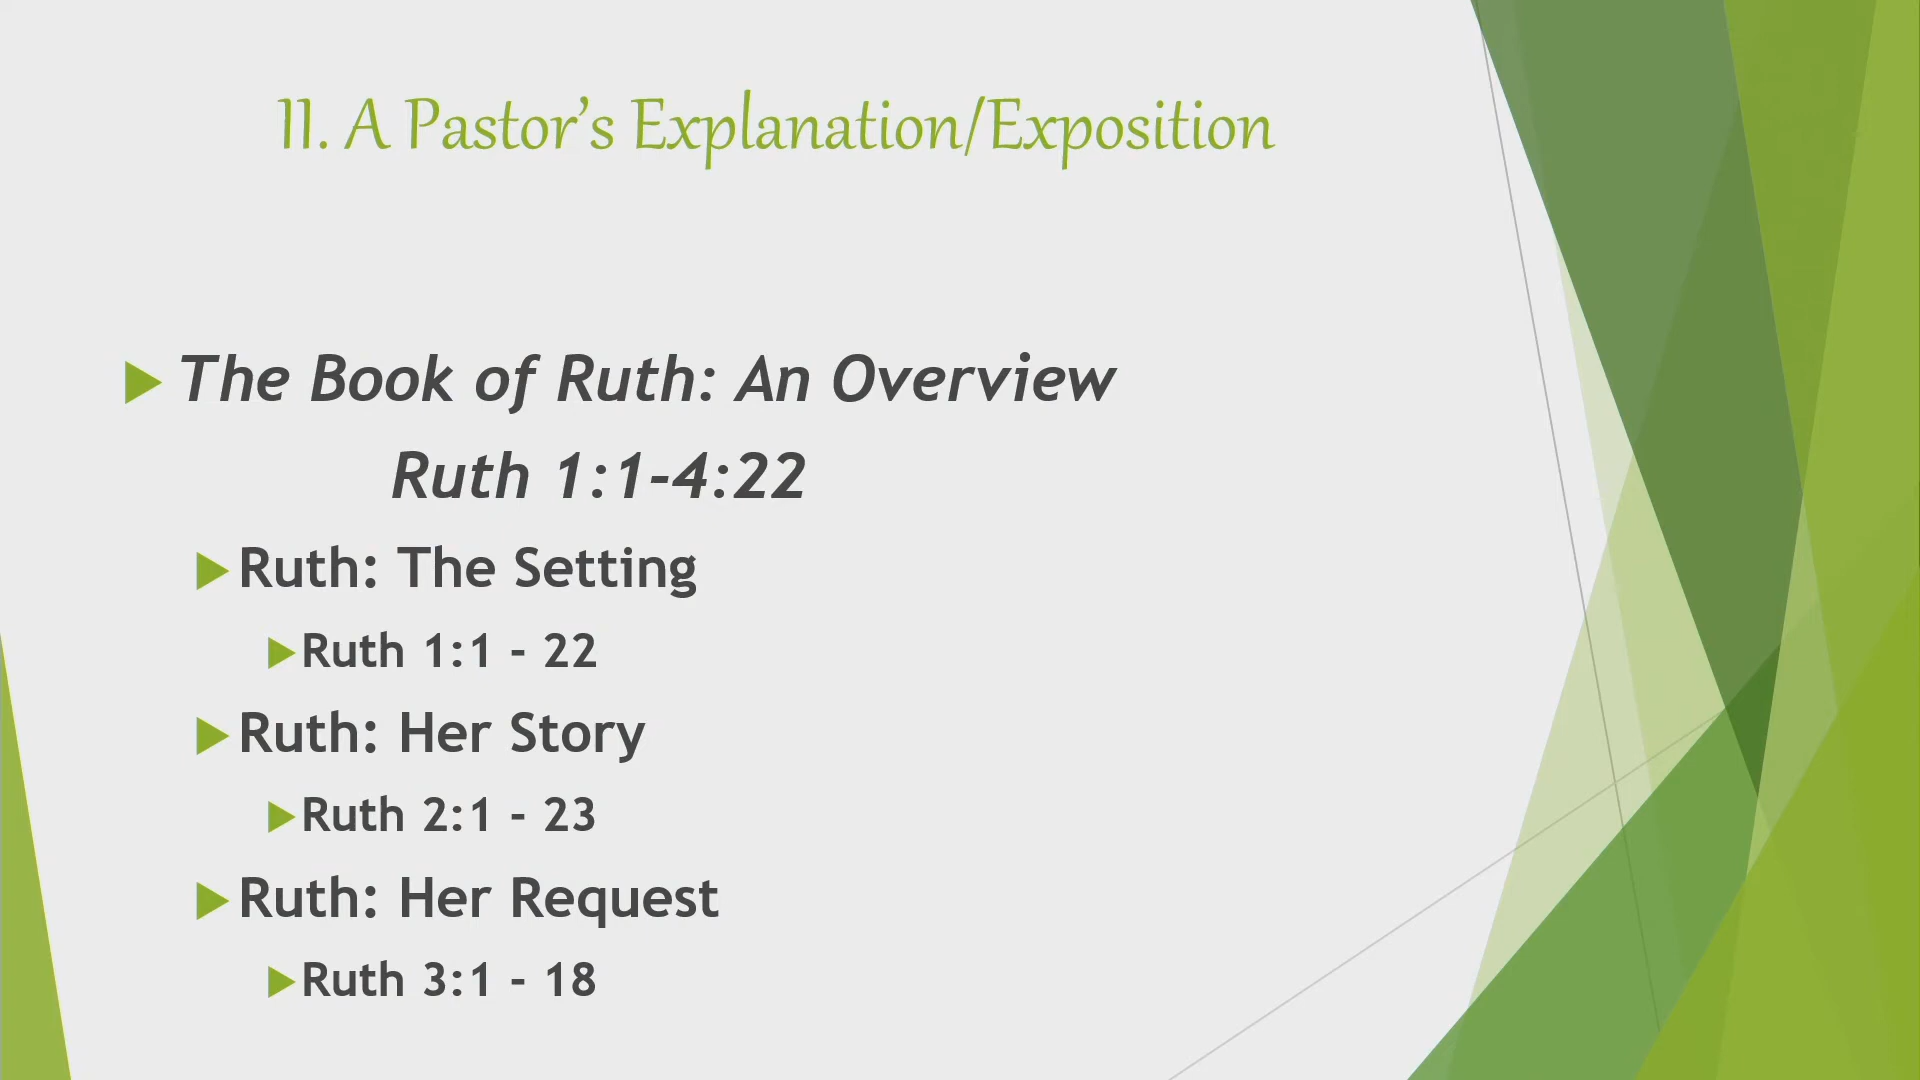 II. A Pastor’s Explanation/Exposition
The Book of Ruth: An Overview
Ruth 1:1-4:22
Ruth: The Setting
Ruth 1:1 - 22
Ruth: Her Story
Ruth 2:1 - 23
Ruth: Her Request
Ruth 3:1 - 18